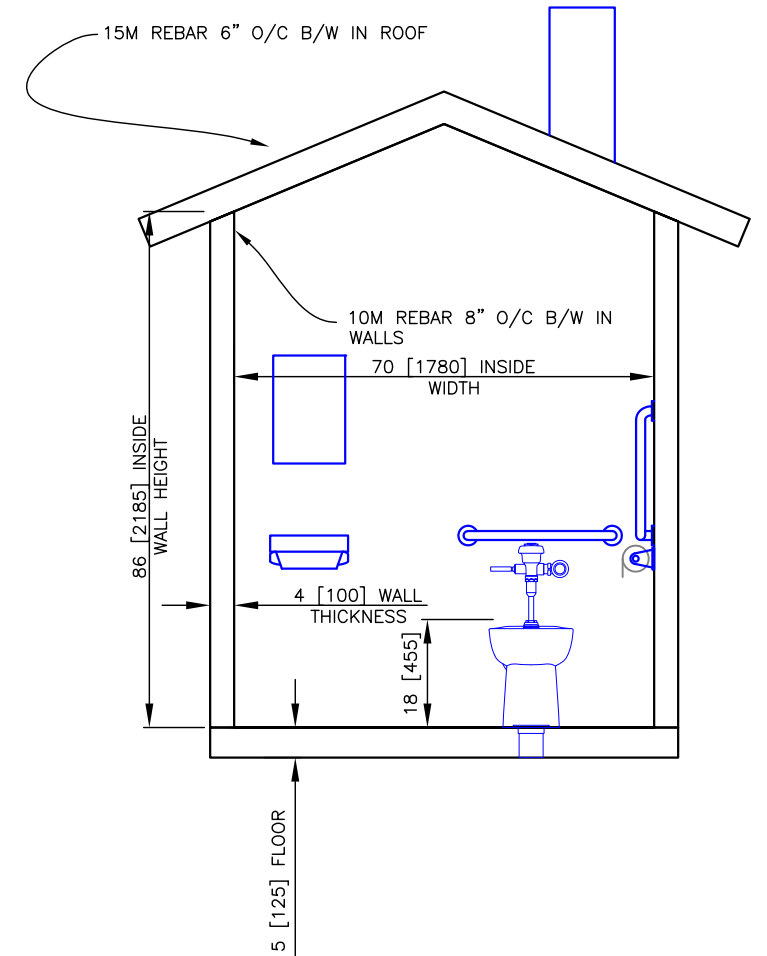 15M REBAR 6” O/C B/W IN ROOF
10M REBAR 8” O/C B/W IN
WALLS
70 [1780] INSIDE
WIDTH
86 [2185] INSIDE
WALL HEIGHT
4 [100] WALL
THICKNESS
18 [455]
5 [125] FLOOR